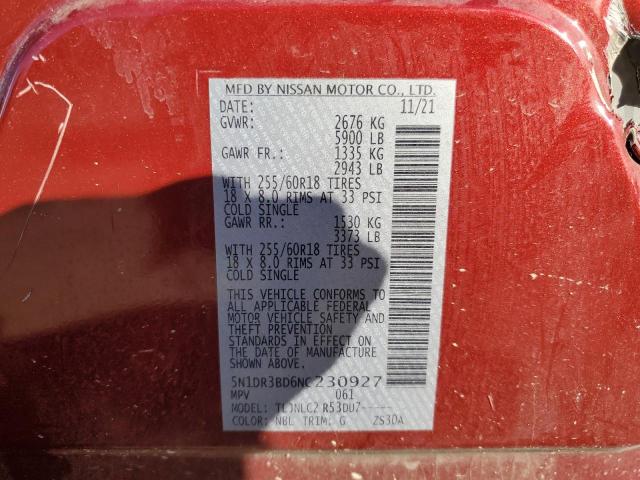 MFD BY NISSAN MOTOR CO., LTD.
DATE: 11/21
GVWR: 2676 KG
5900 LB
GAWR FR.: 1335 KG
2943 LB
WITH 255/60R18 TIRES
18 X 8.0 RIMS AT 33 PSI
COLD SINGLE
GAWR RR.: 1530 KG
3373 LB
WITH 255/60R18 TIRES
18 X 8.0 RIMS AT 33 PSI
COLD SINGLE
THIS VEHICLE CONFORMS TO
ALL APPLICABLE FEDERAL
MOTOR VEHICLE SAFETY AND
THEFT PREVENTION
STANDARDS IN EFFECT ON
THE DATE OF MANUFACTURE
SHOWN ABOVE.
5N1DR3BD6NC230927
MPV 061
MODEL: TLJNLC2 R53DU7-----
COLOR: NBL TRIM: G ZS30A